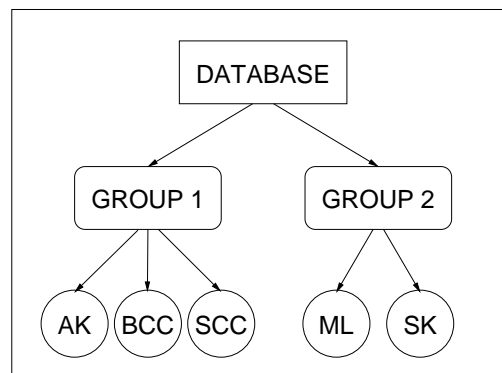 DATABASE
GROUP 1 GROUP 2
AK BCC SCC ML SK